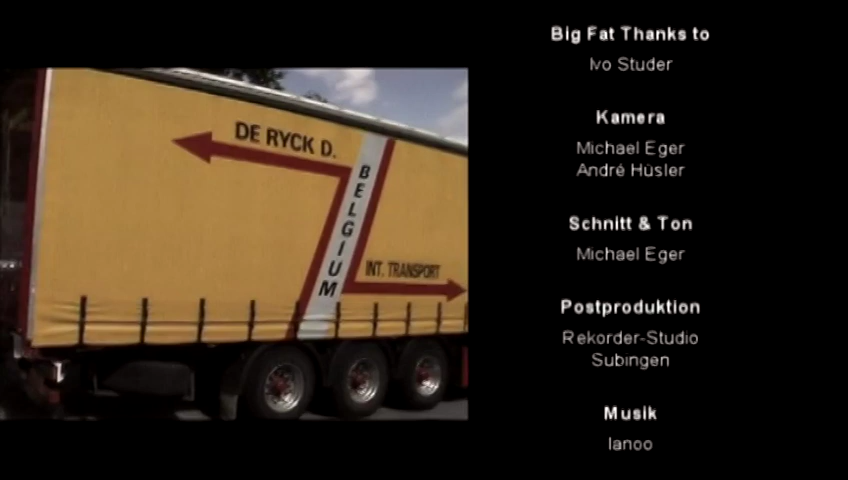 DE RYCK D.
BELGIUM
INT. TRANSPORT
Big Fat Thanks to
Ivo Studer
Kamera
Michael Eger
André Hüsler
Schnitt & Ton
Michael Eger
Postproduktion
Rekorder-Studio
Subingen
Musik
lanoo